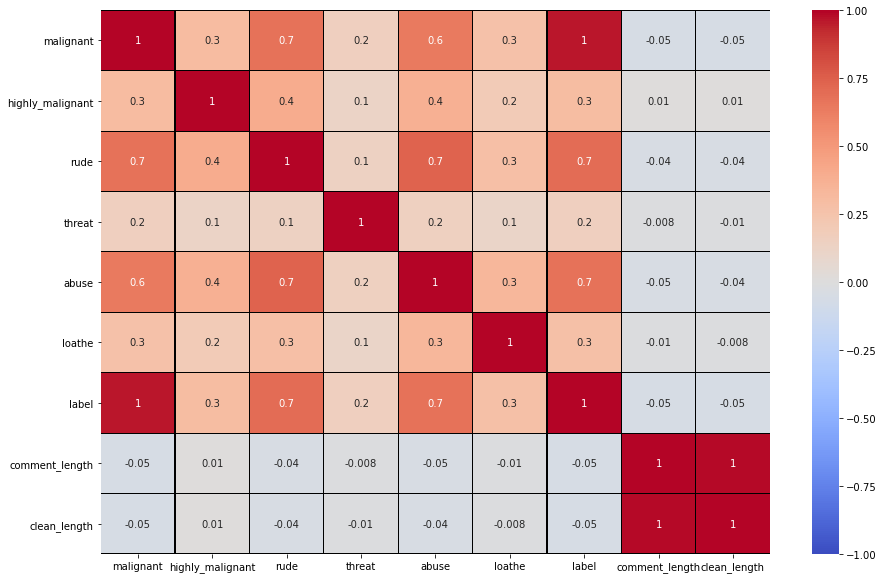 malignant 1 0.3 0.7 0.2 0.6 0.3 1 -0.05 -0.05
highly_malignant 0.3 1 0.4 0.1 0.4 0.2 0.3 0.01 0.01
rude 0.7 0.4 1 0.1 0.7 0.3 0.7 -0.04 -0.04
threat 0.2 0.1 0.1 1 0.2 0.1 0.2 -0.008 -0.01
abuse 0.6 0.4 0.7 0.2 1 0.3 0.7 -0.05 -0.04
loathe 0.3 0.2 0.3 0.1 0.3 1 0.3 -0.01 -0.008
label 1 0.3 0.7 0.2 0.7 0.3 1 -0.05 -0.05
comment_length -0.05 0.01 -0.04 -0.008 -0.05 -0.01 -0.05 1 1
clean_length -0.05 0.01 -0.04 -0.01 -0.04 -0.008 -0.05 1 1
malignant highly_malignant rude threat abuse loathe label comment_length clean_length
1.00
0.75
0.50
0.25
0.00
−0.25
−0.50
−0.75
−1.00